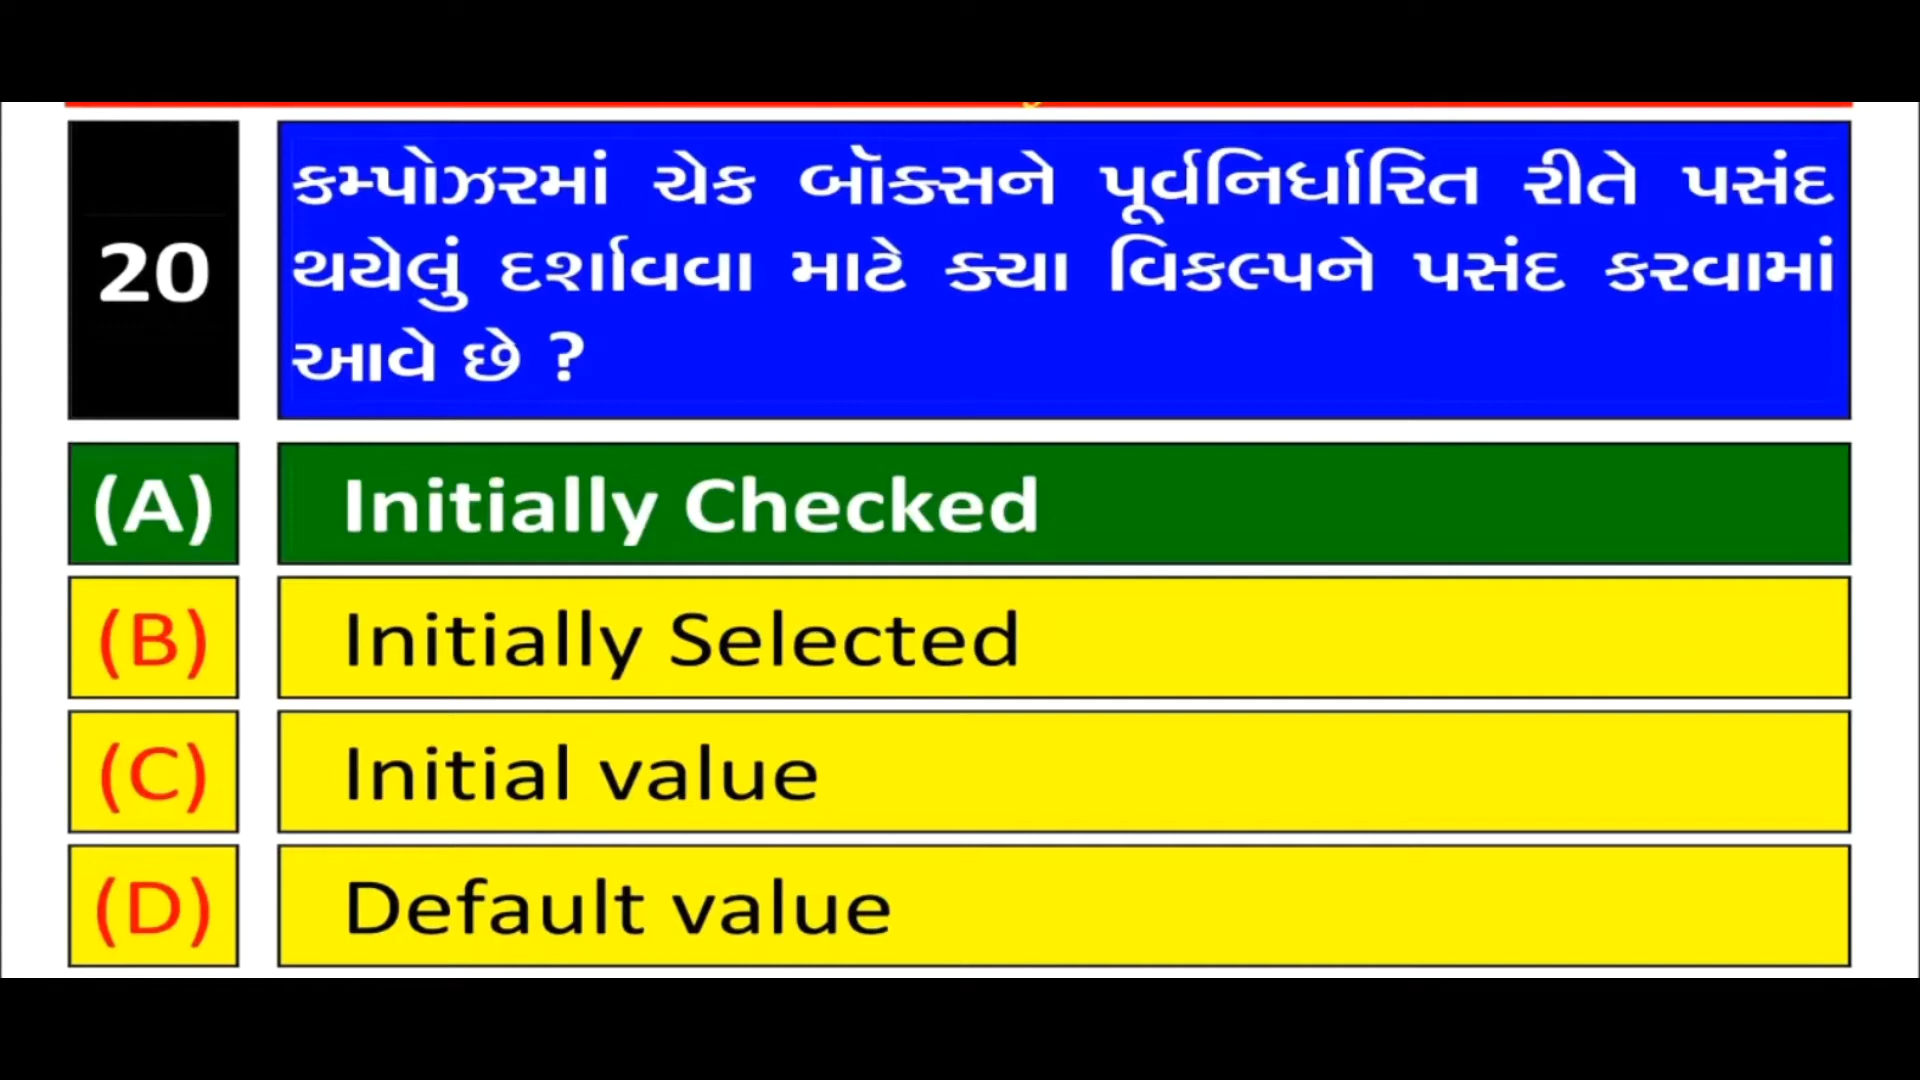 20
કમ્પોઝરમાં ચેક બૉક્સને પૂર્વનિર્ધારિત રીતે પસંદ
થયેલું દર્શાવવા માટે ક્યા વિકલ્પને પસંદ કરવામાં
આવે છે ?
(A) Initially Checked
(B) Initially Selected
(C) Initial value
(D) Default value